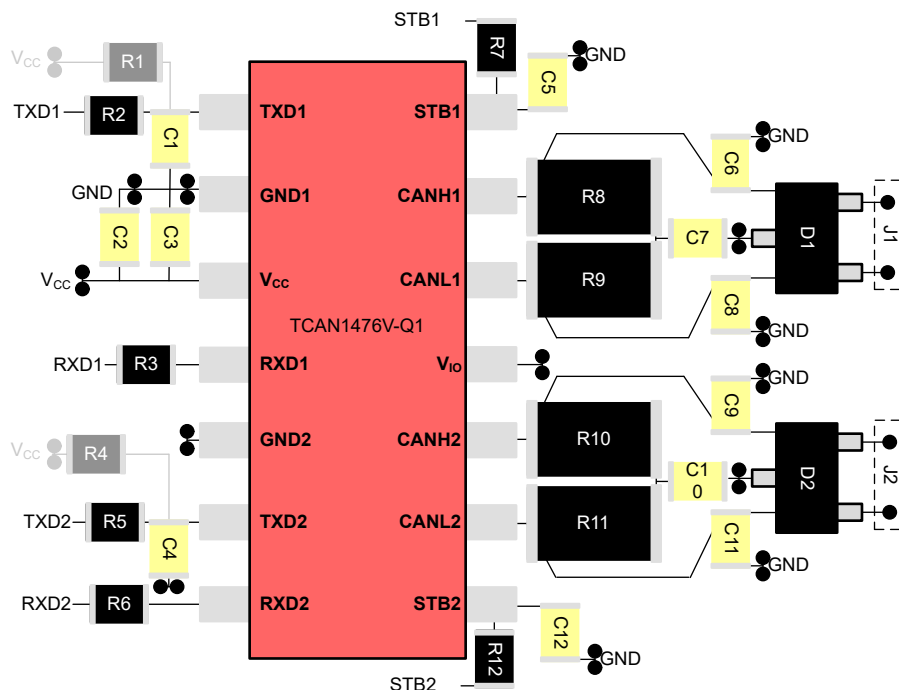 STB1
R7
GND
C5
VCC
R1
TXD1
R2
C1
TXD1
STB1
GND
C6
GND
C2
C3
GND1
CANH1
R8
C7
D1
J1
VCC
VCC
CANL1
R9
C8
GND
TCAN1476V-Q1
RXD1
R3
RXD1
VIO
GND
C9
GND2
CANH2
R10
VCC
R4
C10
D2
J2
TXD2
R5
C4
TXD2
CANL2
R11
C11
GND
RXD2
R6
RXD2
STB2
C12
R12
GND
STB2